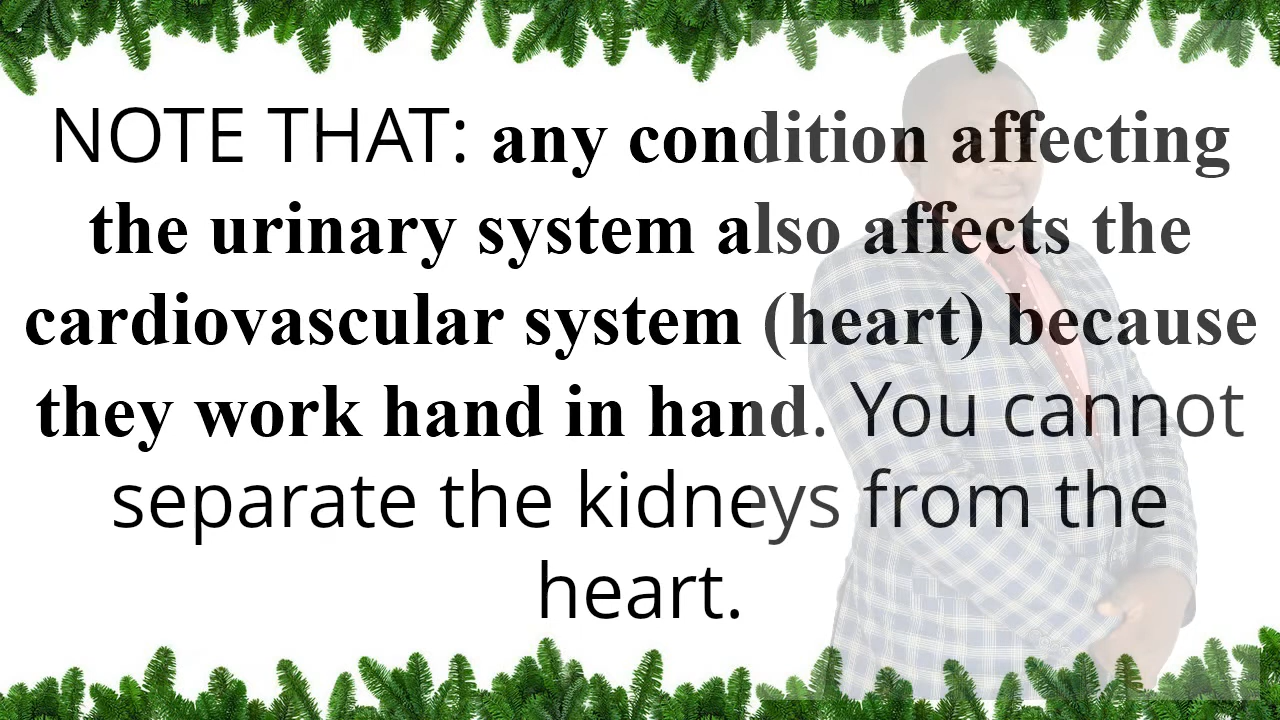 NOTE THAT: any condition affecting
the urinary system also affects the
cardiovascular system (heart) because
they work hand in hand. You cannot
separate the kidneys from the
heart.